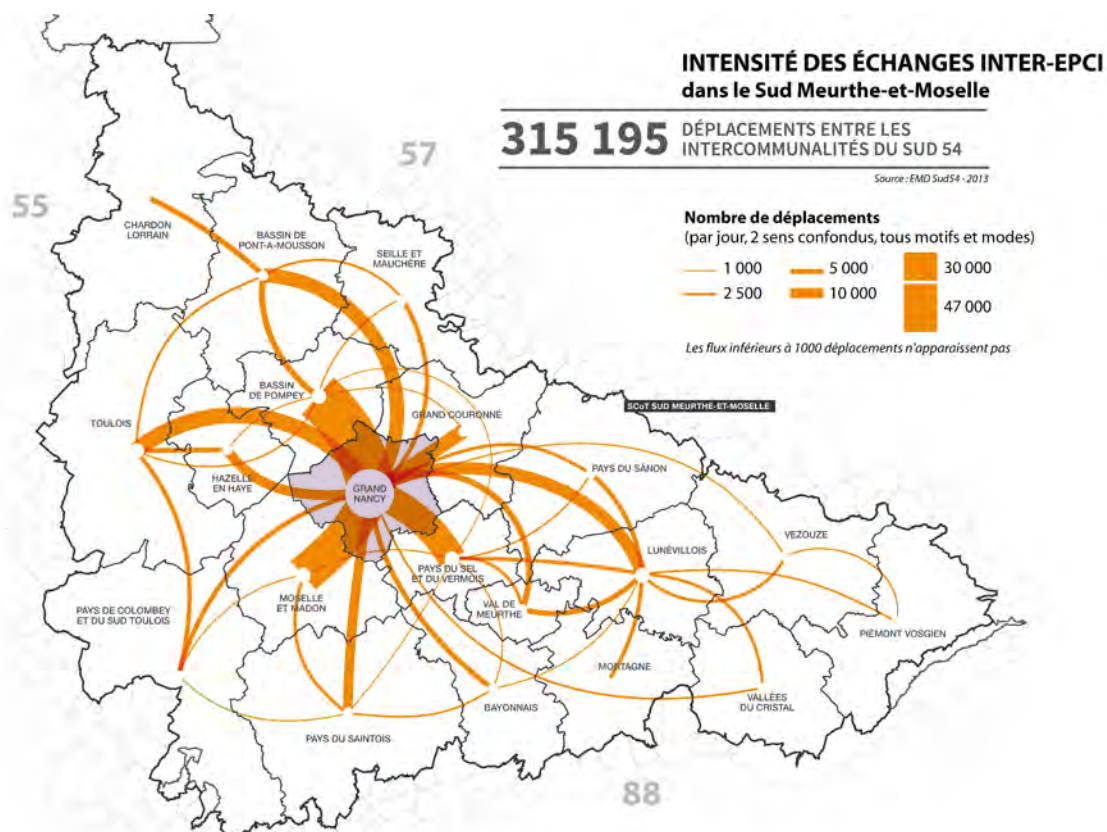 INTENSITÉ DES ÉCHANGES INTER-EPCI
dans le Sud Meurthe-et-Moselle
315 195
DÉPLACEMENTS ENTRE LES
INTERCOMMUNALITÉS DU SUD 54
Source : EMD Sud54 - 2013
Nombre de déplacements
(par jour, 2 sens confondus, tous motifs et modes)
1 000
5 000
30 000
2 500
10 000
47 000
Les flux inférieurs à 1000 déplacements n'apparaissent pas
57
55
CHARDON
LORRAIN
BASSIN DE
PONT-A-MOUSSON
SEILLE ET
MAUCHÈRE
BASSIN
DE POMPEY
GRAND COURONNÉ
SCoT SUD MEURTHE-ET-MOSELLE
TOULOIS
HAZELLE
EN HAYE
GRAND
NANCY
PAYS DU SÂNON
VEZOUZE
LUNÉVILLOIS
PAYS DU SEL
ET DU VERMOIS
MOSELLE
ET MADON
VAL DE
MEURTHE
PAYS DE COLOMBEY
ET DU SUD TOULOIS
PIÉMONT VOSGIEN
MORTAGNE
VALLÉES
DU CRISTAL
BAYONNAIS
PAYS DU SAINTOIS
88